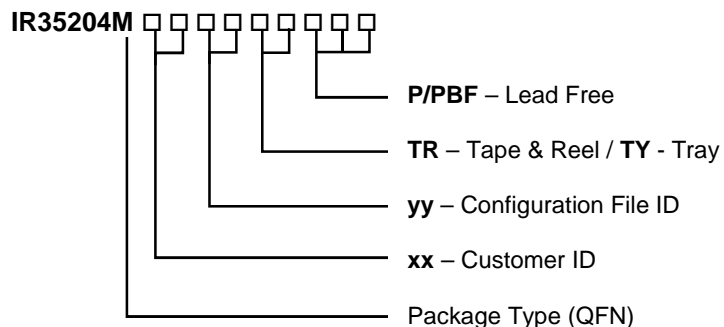 IR35204M □ □ □ □ □ □ □ □ □
P/PBF – Lead Free
TR – Tape & Reel / TY - Tray
yy – Configuration File ID
xx – Customer ID
Package Type (QFN)